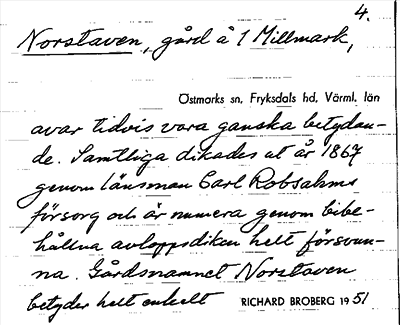 4.
Norstaven, gård å 1 Millmark,
Östmarks sn, Fryksdals hd, Värml. län
avar tidvis vara ganska betydan-
de. Samtliga dikades ut år 1867
genom länsman Carl Robsahms
försorg och är numera genom bibe-
hållna avloppsdiken helt försvun-
na. Gårdsnamnet Norstaven
betyder helt enkelt RICHARD BROBERG 1951